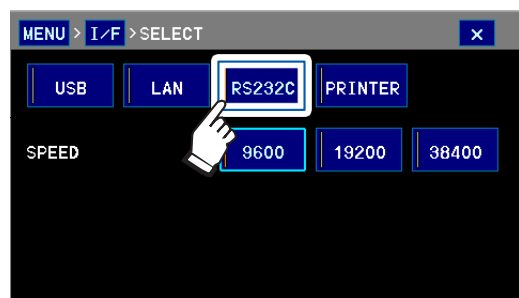 MENU > I/F >SELECT X
USB LAN RS232C PRINTER
SPEED 9600 19200 38400